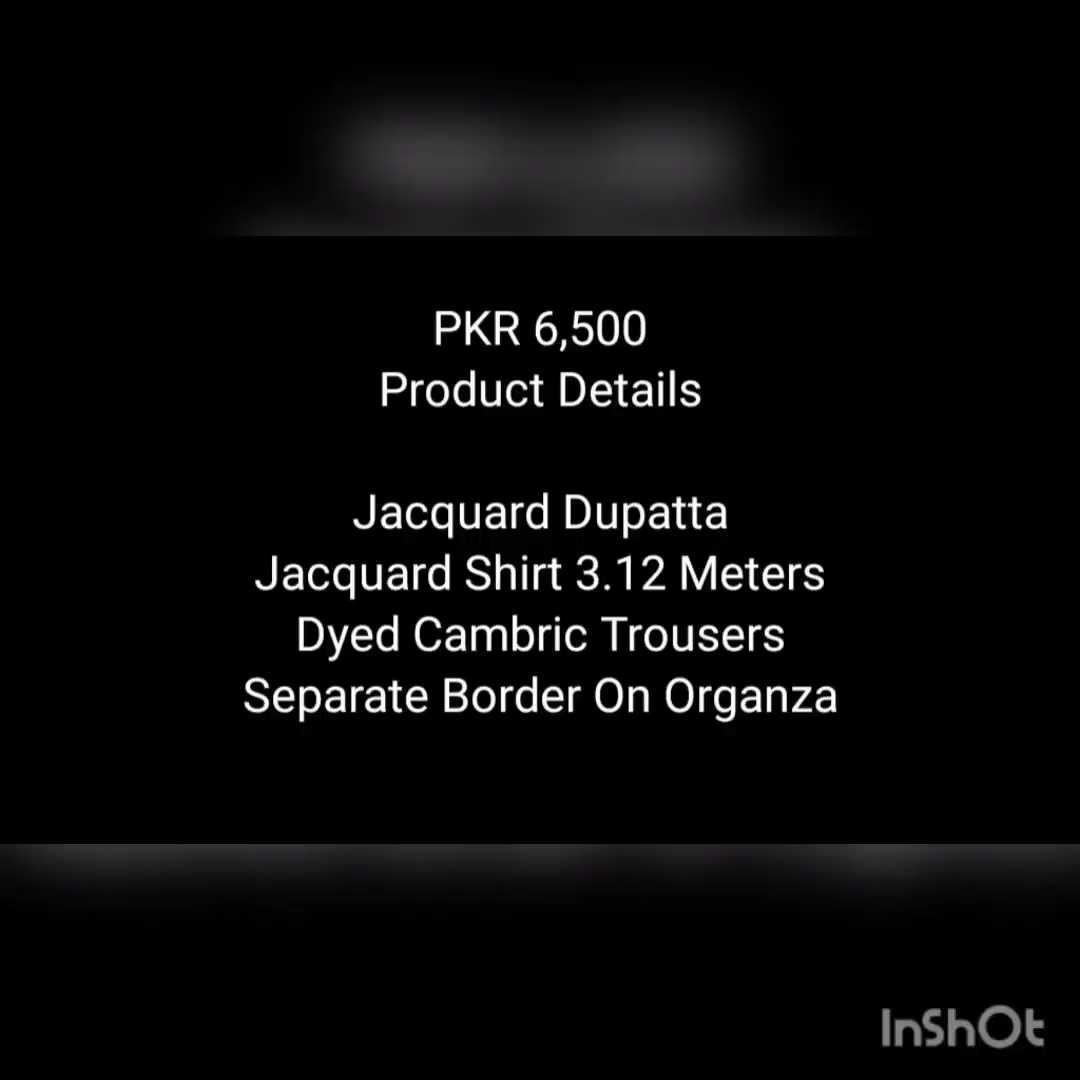 PKR 6,500
Product Details
Jacquard Dupatta
Jacquard Shirt 3.12 Meters
Dyed Cambric Trousers
Separate Border On Organza
InShOt